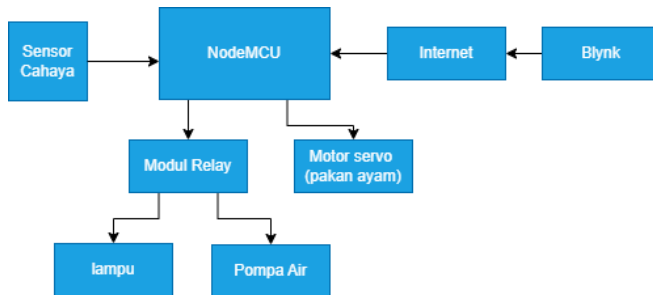 Sensor
Cahaya
NodeMCU
Internet
Blynk
Modul Relay
Motor servo
(pakan ayam)
lampu
Pompa Air